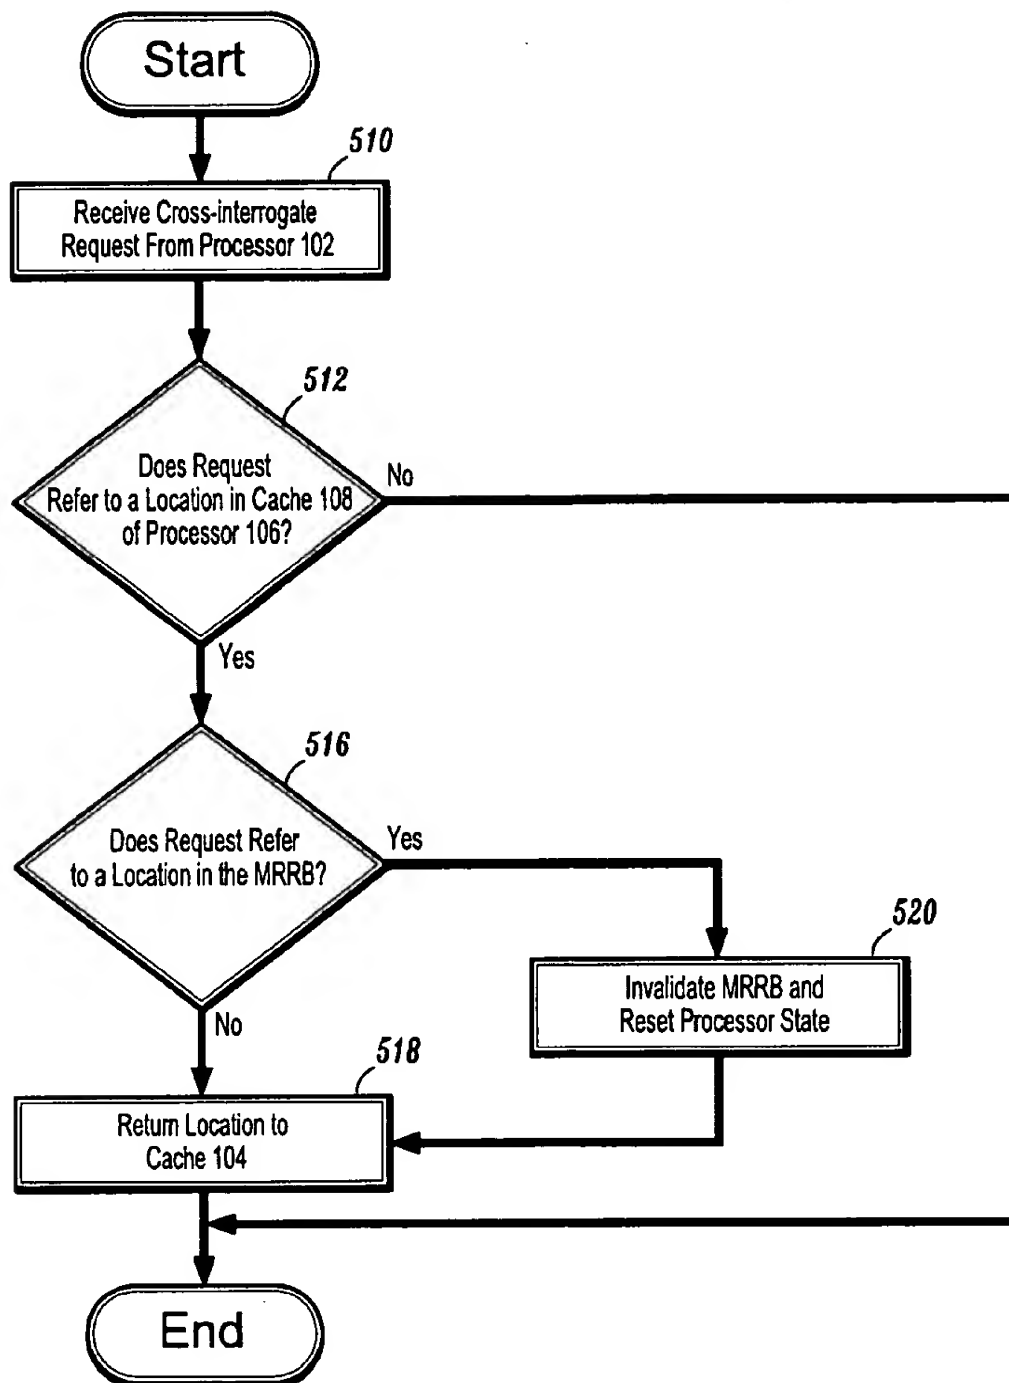 Start
510
Receive Cross-interrogate
Request From Processor 102
512
Does Request
Refer to a Location in Cache 108
of Processor 106?
No
Yes
516
Does Request Refer
to a Location in the MRRB?
Yes
520
Invalidate MRRB and
Reset Processor State
No
518
Return Location to
Cache 104
End